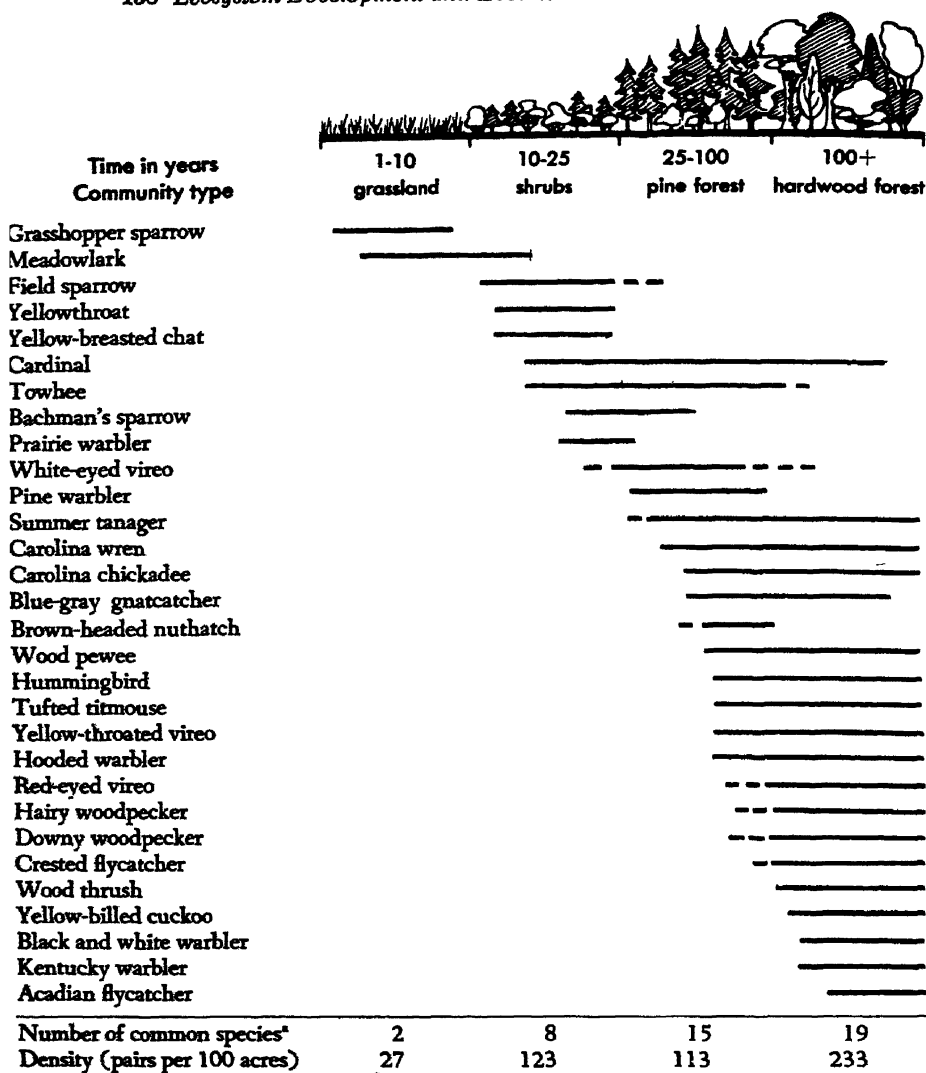 Ecosystem Development and
Time in years 1-10 10-25 25-100 100+
Community type grassland shrubs pine forest hardwood forest
Grasshopper sparrow
Meadowlark
Field sparrow
Yellowthroat
Yellow-breasted chat
Cardinal
Towhee
Bachman's sparrow
Prairie warbler
White-eyed vireo
Pine warbler
Summer tanager
Carolina wren
Carolina chickadee
Blue-gray gnatcatcher
Brown-headed nuthatch
Wood pewee
Hummingbird
Tufted titmouse
Yellow-throated vireo
Hooded warbler
Red-eyed vireo
Hairy woodpecker
Downy woodpecker
Crested flycatcher
Wood thrush
Yellow-billed cuckoo
Black and white warbler
Kentucky warbler
Acadian flycatcher
Number of common speciesª 2 8 15 19
Density (pairs per 100 acres) 27 123 113 233